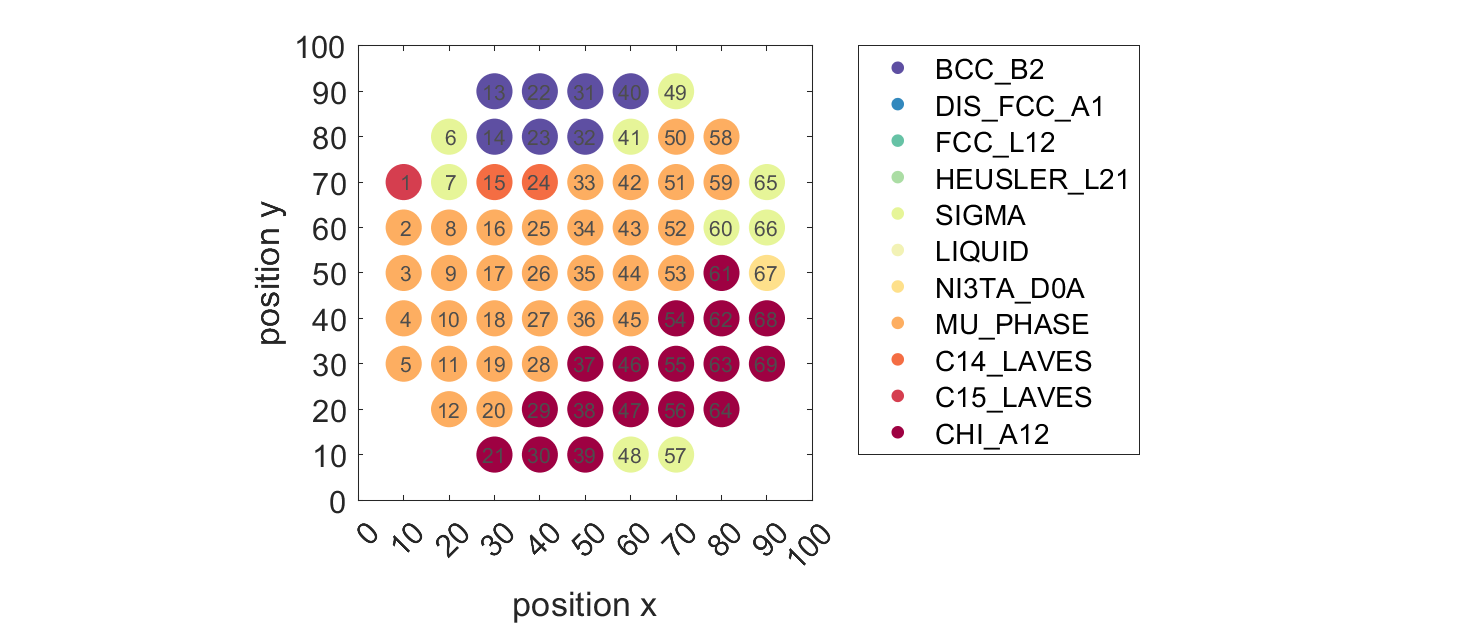 100
90 13 22 31 40 49
80 6 14 23 32 41 50 58
70 1 7 15 24 33 42 51 59 65
60 2 8 16 25 34 43 52 60 66
50 3 9 17 26 35 44 53 61 67
40 4 10 18 27 36 45 54 62 68
30 5 11 19 28 37 46 55 63 69
20 12 20 29 38 47 56 64
10 21 30 39 48 57
0
0 10 20 30 40 50 60 70 80 90 100
position x
position y
BCC_B2
DIS_FCC_A1
FCC_L12
HEUSLER_L21
SIGMA
LIQUID
NI3TA_D0A
MU_PHASE
C14_LAVES
C15_LAVES
CHI_A12